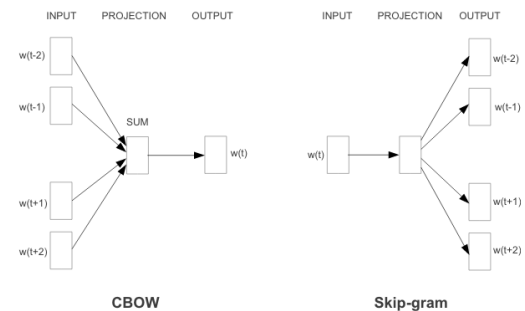 INPUT PROJECTION OUTPUT
w(t-2)
w(t-1)
SUM
w(t)
w(t+1)
w(t+2)
CBOW
INPUT PROJECTION OUTPUT
w(t-2)
w(t-1)
w(t)
w(t+1)
w(t+2)
Skip-gram